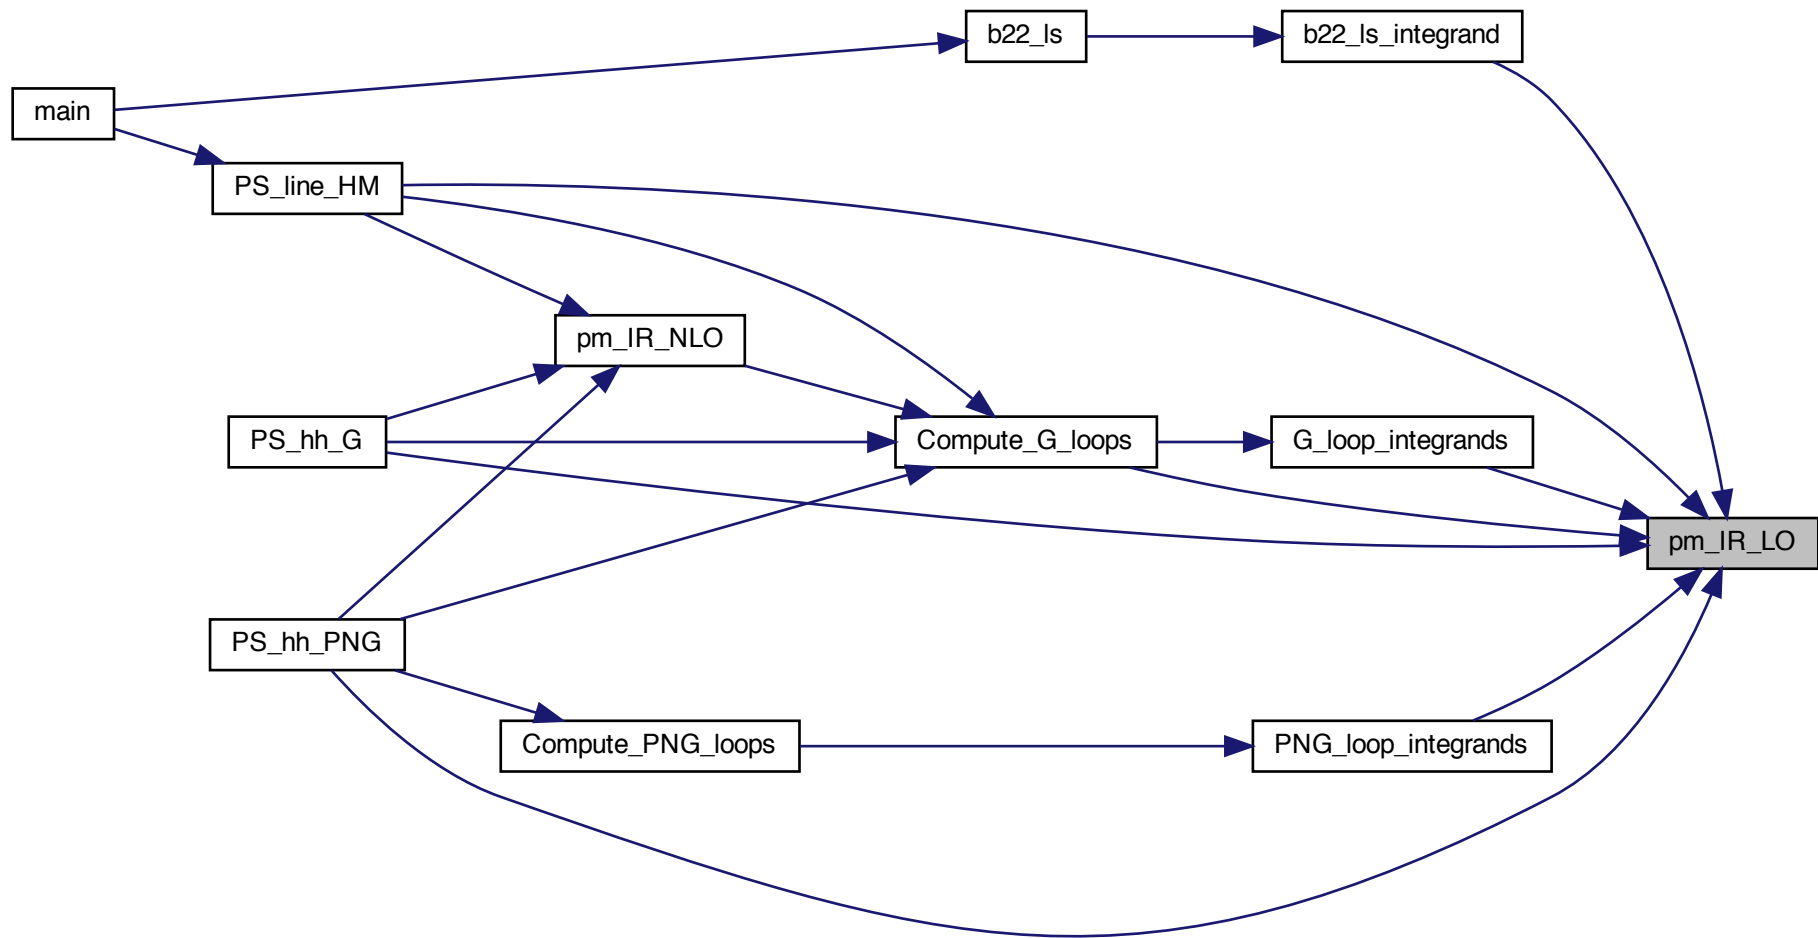 b22_ls
b22_ls_integrand
main
PS_line_HM
pm_IR_NLO
PS_hh_G
Compute_G_loops
G_loop_integrands
pm_IR_LO
PS_hh_PNG
Compute_PNG_loops
PNG_loop_integrands